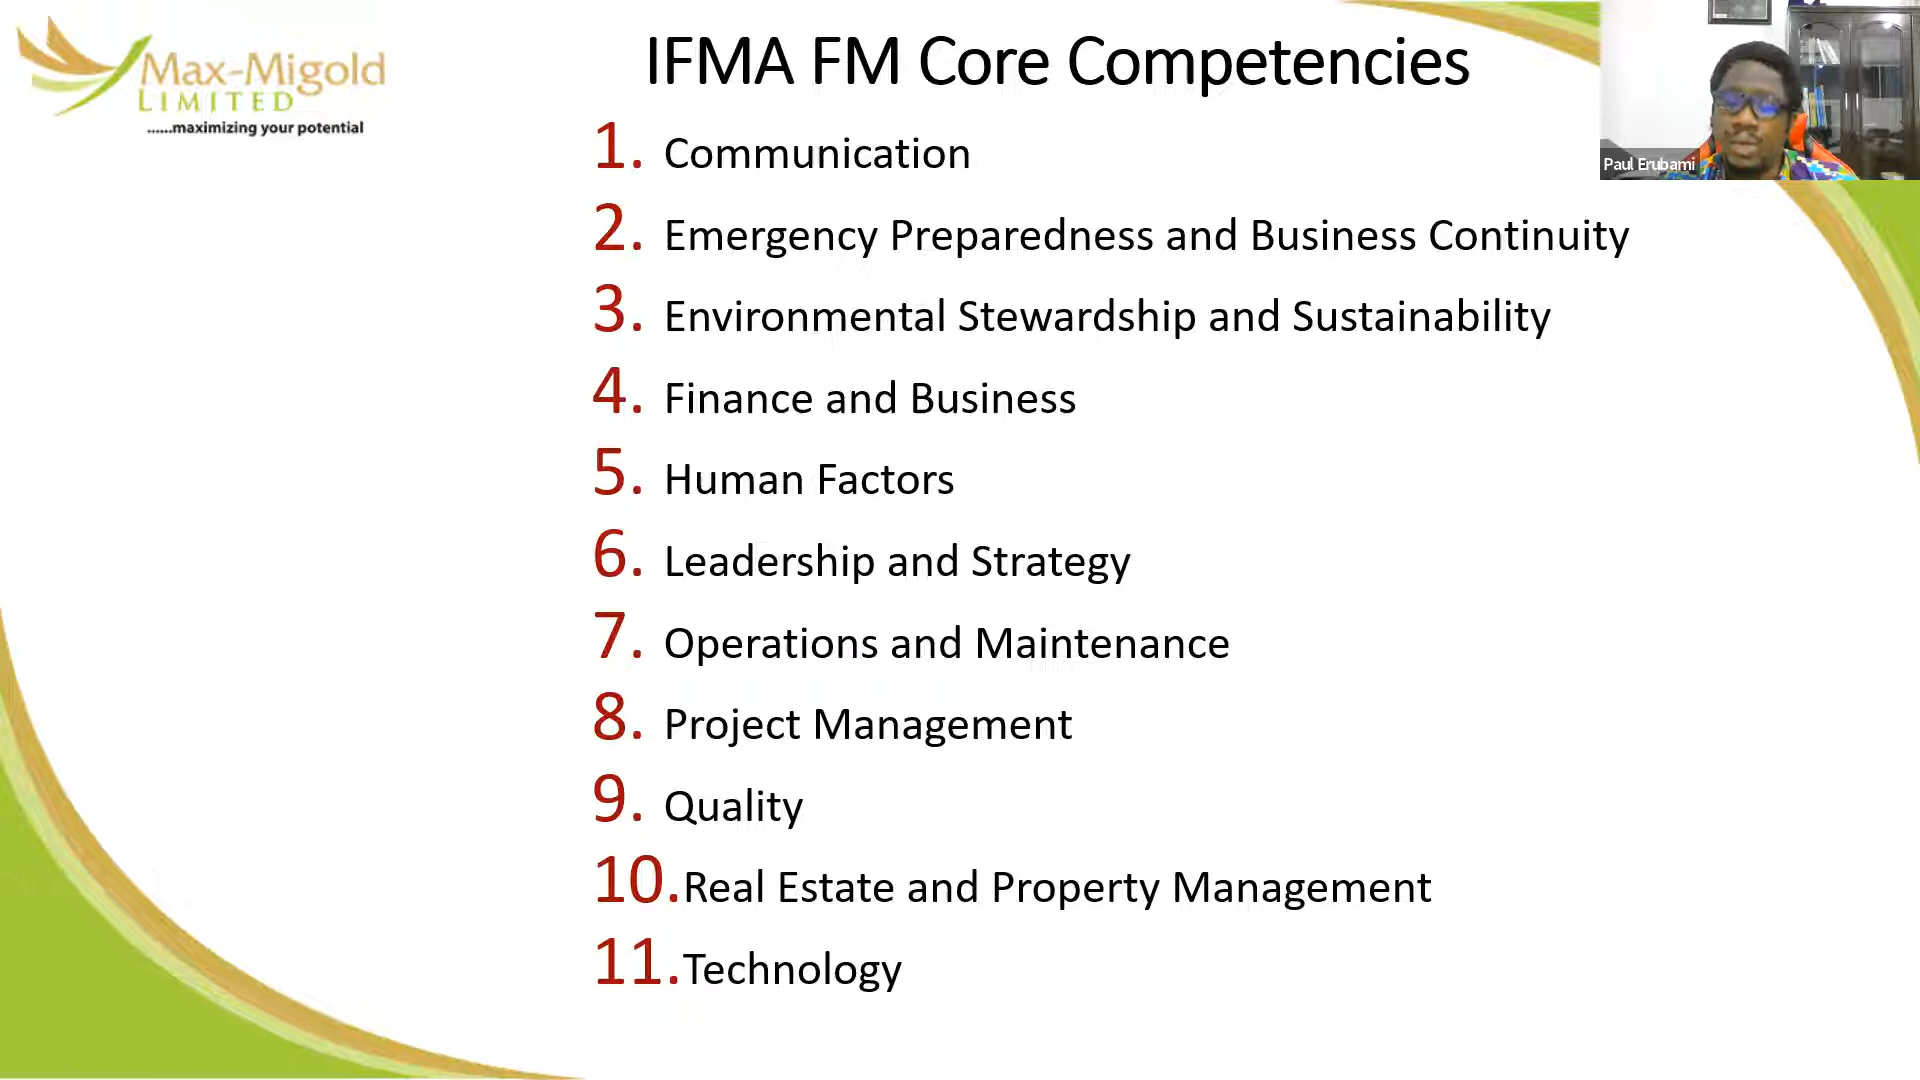 Max-Migold
LIMITED
......maximizing your potential
IFMA FM Core Competencies
1. Communication
2. Emergency Preparedness and Business Continuity
3. Environmental Stewardship and Sustainability
4. Finance and Business
5. Human Factors
6. Leadership and Strategy
7. Operations and Maintenance
8. Project Management
9. Quality
10. Real Estate and Property Management
11. Technology
Paul Erubami